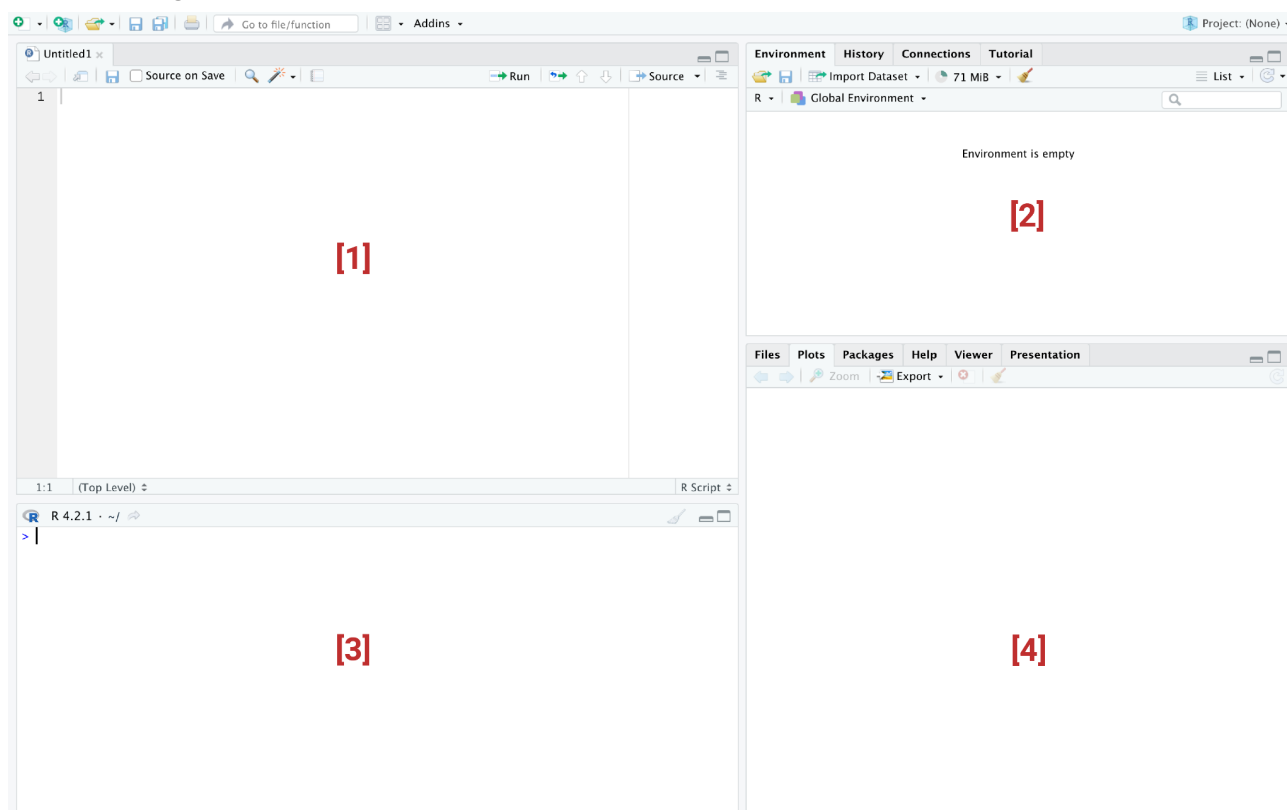 Go to file/function Addins Project: (None)
Untitled1
Source on Save Run Source
1
[1]
1:1 (Top Level) R Script
R 4.2.1 · ~/
>
[3]
Environment History Connections Tutorial
Import Dataset 71 MiB List
R Global Environment
Environment is empty
[2]
Files Plots Packages Help Viewer Presentation
Zoom Export
[4]